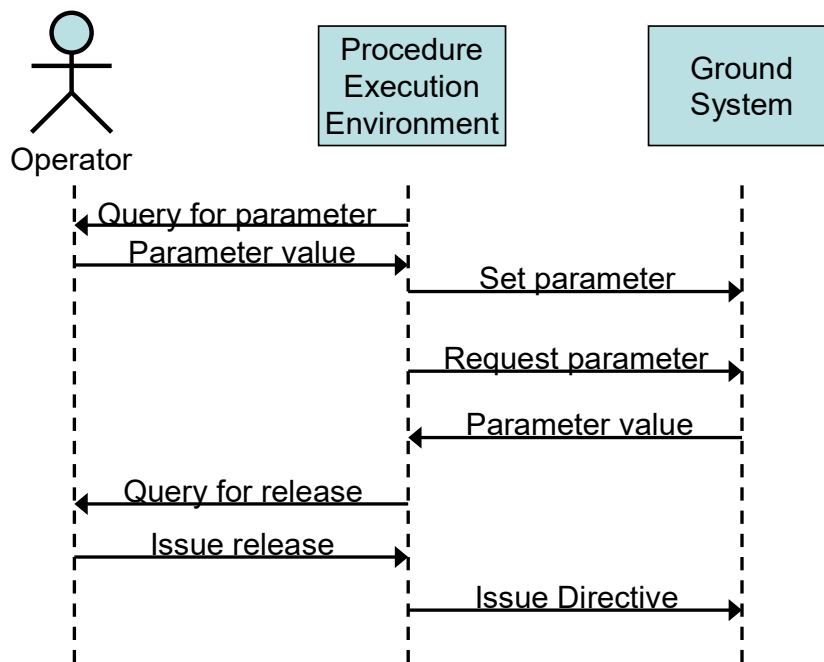 Procedure
Execution
Environment
Ground
System
Operator
Query for parameter
Parameter value
Set parameter
Request parameter
Parameter value
Query for release
Issue release
Issue Directive